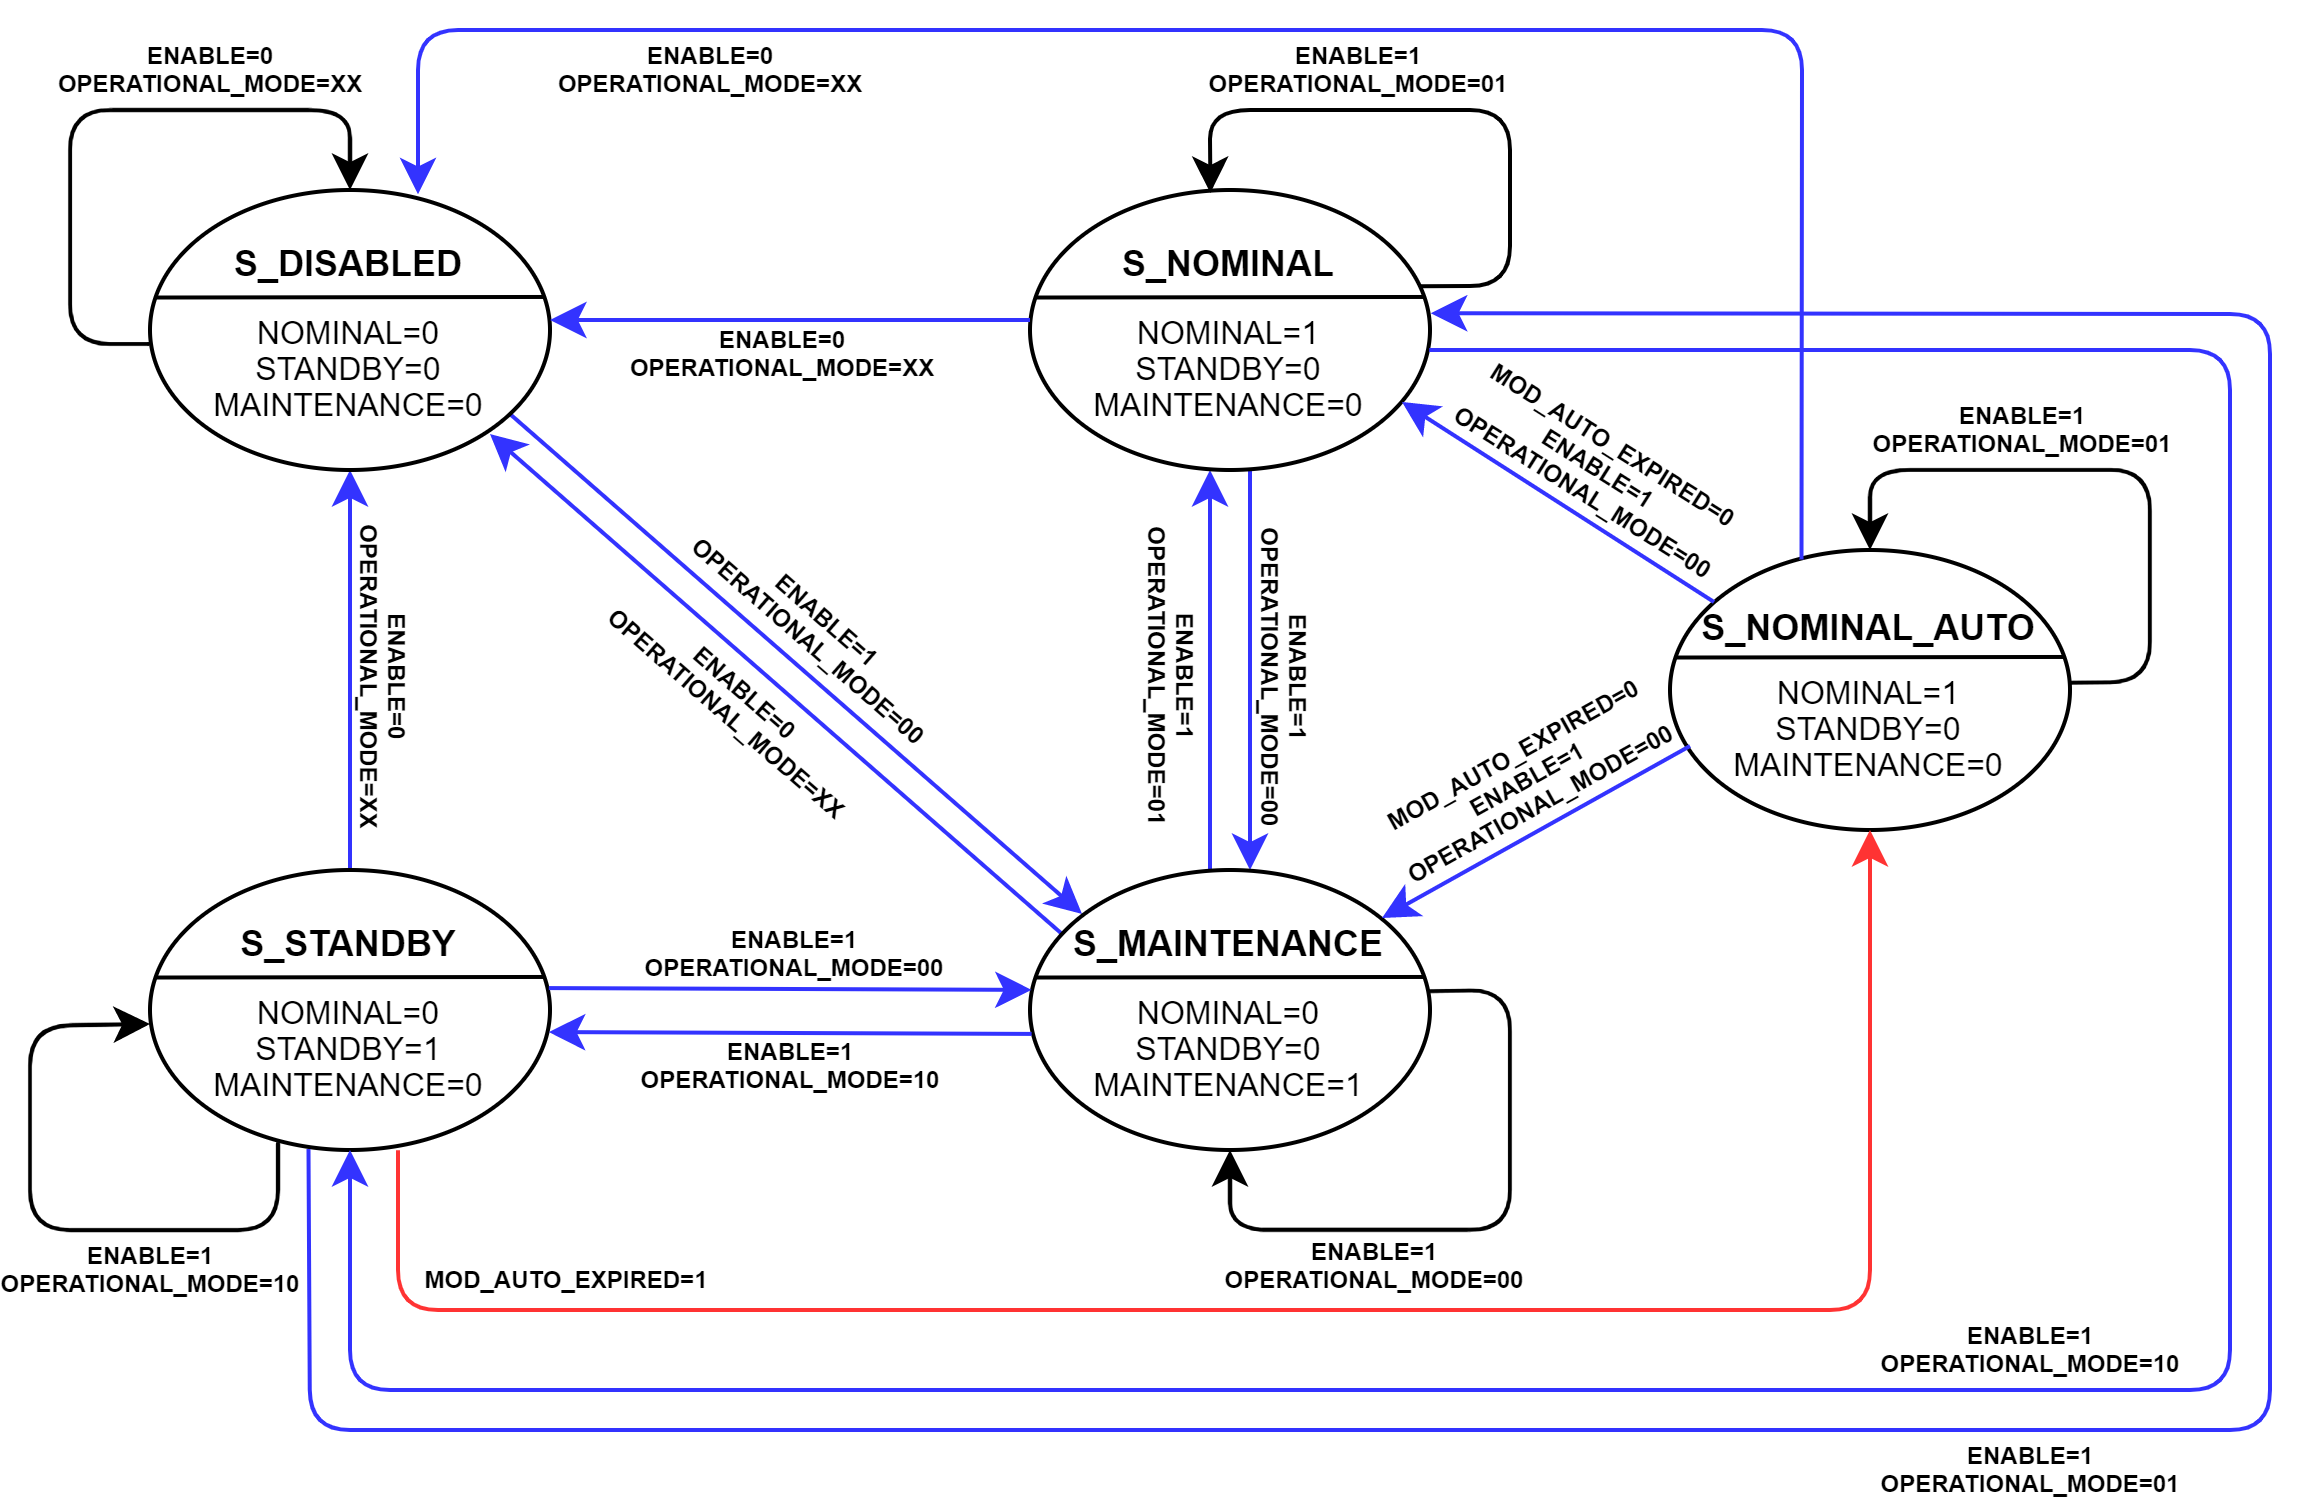 ENABLE=0
OPERATIONAL_MODE=XX
ENABLE=0
OPERATIONAL_MODE=XX
ENABLE=1
OPERATIONAL_MODE=01
S_DISABLED
NOMINAL=0
STANDBY=0
MAINTENANCE=0
ENABLE=0
OPERATIONAL_MODE=XX
S_NOMINAL
NOMINAL=1
STANDBY=0
MAINTENANCE=0
MOD_AUTO_EXPIRED=0
ENABLE=1
OPERATIONAL_MODE=00
ENABLE=1
OPERATIONAL_MODE=01
ENABLE=0
OPERATIONAL_MODE=XX
ENABLE=1
OPERATIONAL_MODE=00
ENABLE=0
OPERATIONAL_MODE=XX
ENABLE=1
OPERATIONAL_MODE=01
ENABLE=1
OPERATIONAL_MODE=00
MOD_AUTO_EXPIRED=0
ENABLE=1
OPERATIONAL_MODE=00
S_NOMINAL_AUTO
NOMINAL=1
STANDBY=0
MAINTENANCE=0
S_STANDBY
NOMINAL=0
STANDBY=1
MAINTENANCE=0
ENABLE=1
OPERATIONAL_MODE=00
ENABLE=1
OPERATIONAL_MODE=10
S_MAINTENANCE
NOMINAL=0
STANDBY=0
MAINTENANCE=1
ENABLE=1
OPERATIONAL_MODE=10
MOD_AUTO_EXPIRED=1
ENABLE=1
OPERATIONAL_MODE=00
ENABLE=1
OPERATIONAL_MODE=10
ENABLE=1
OPERATIONAL_MODE=01